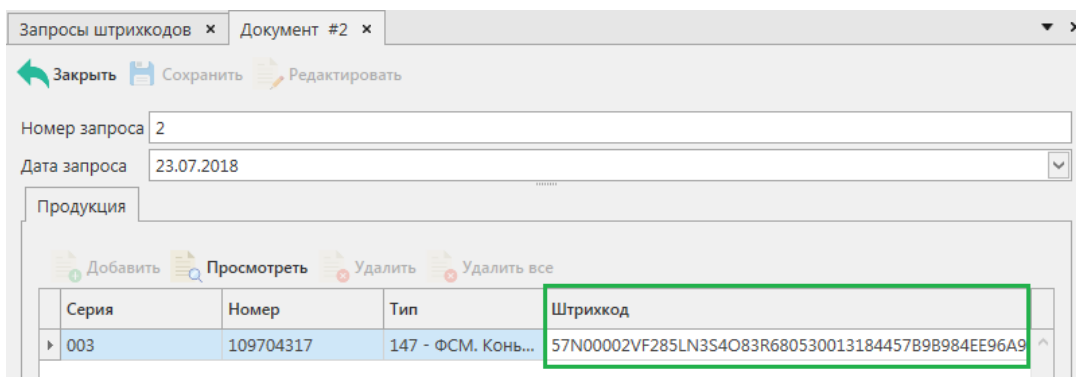 Запросы штрихкодов × Документ #2 ×
Закрыть Сохранить Редактировать
Номер запроса 2
Дата запроса 23.07.2018
Продукция
Добавить Просмотреть Удалить Удалить все
Серия Номер Тип Штрихкод
003 109704317 147 - ФСМ. Конь... 57N00002VF285LN3S4O83R680530013184457B9B984EE96A9